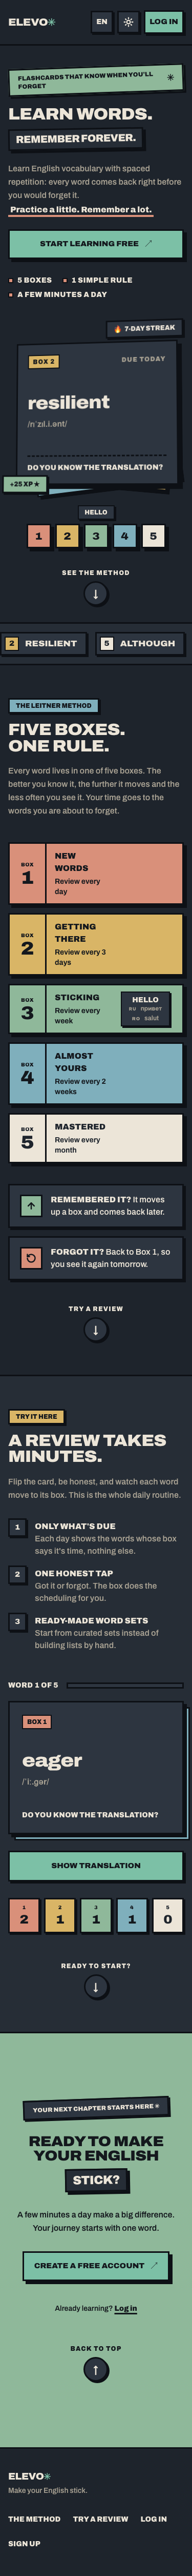 ELEVO✳
EN
LOG IN
FLASHCARDS THAT KNOW WHEN YOU'LL
FORGET
LEARN WORDS.
REMEMBER FOREVER.
Learn English vocabulary with spaced
repetition: every word comes back right before
you would forget it.
Practice a little. Remember a lot.
START LEARNING FREE ↗
5 BOXES
1 SIMPLE RULE
A FEW MINUTES A DAY
🔥 7-DAY STREAK
BOX 2
DUE TODAY
resilient
/rɪˈzɪl.i.ənt/
DO YOU KNOW THE TRANSLATION?
+25 XP ★
HELLO
1 2 3 4 5
SEE THE METHOD
↓
2 RESILIENT
5 ALTHOUGH
THE LEITNER METHOD
FIVE BOXES.
ONE RULE.
Every word lives in one of five boxes. The
better you know it, the further it moves and the
less often you see it. Your time goes to the
words you are about to forget.
BOX
1
NEW
WORDS
Review every
day
BOX
2
GETTING
THERE
Review every 3
days
BOX
3
STICKING
Review every
week
HELLO
RU привет
RO salut
BOX
4
ALMOST
YOURS
Review every 2
weeks
BOX
5
MASTERED
Review every
month
REMEMBERED IT? It moves
up a box and comes back later.
FORGOT IT? Back to Box 1, so
you see it again tomorrow.
TRY A REVIEW
↓
TRY IT HERE
A REVIEW TAKES
MINUTES.
Flip the card, be honest, and watch each word
move to its box. This is the whole daily routine.
1
ONLY WHAT'S DUE
Each day shows the words whose box
says it's time, nothing else.
2
ONE HONEST TAP
Got it or forgot. The box does the
scheduling for you.
3
READY-MADE WORD SETS
Start from curated sets instead of
building lists by hand.
WORD 1 OF 5
BOX 1
eager
/ˈiː.ɡər/
DO YOU KNOW THE TRANSLATION?
SHOW TRANSLATION
1 2 3 4 5
2 1 1 1 0
READY TO START?
↓
YOUR NEXT CHAPTER STARTS HERE ✳
READY TO MAKE
YOUR ENGLISH
STICK?
A few minutes a day make a big difference.
Your journey starts with one word.
CREATE A FREE ACCOUNT ↗
Already learning? Log in
BACK TO TOP
↑
ELEVO✳
Make your English stick.
THE METHOD
TRY A REVIEW
LOG IN
SIGN UP